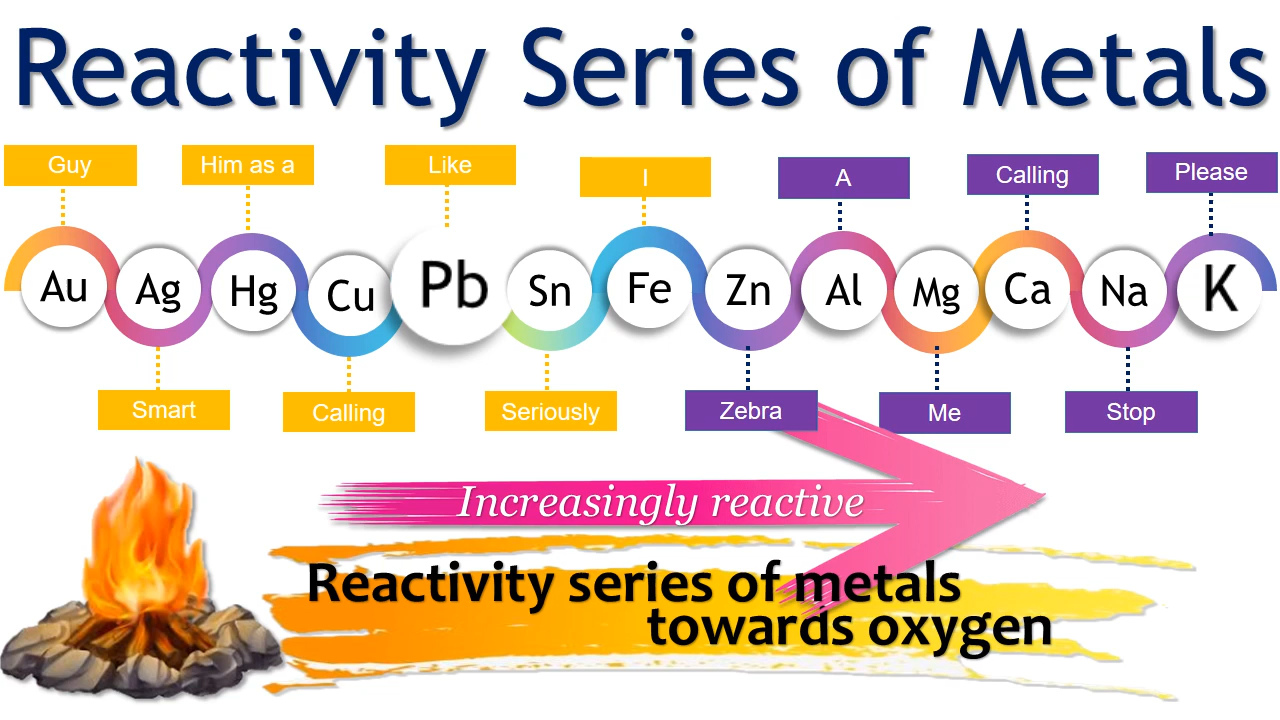 Reactivity Series of Metals
Guy Him as a Like I A Calling Please
Au Ag Hg Cu Pb Sn Fe Zn Al Mg Ca Na K
Smart Calling Seriously Zebra Me Stop
Increasingly reactive
Reactivity series of metals
towards oxygen